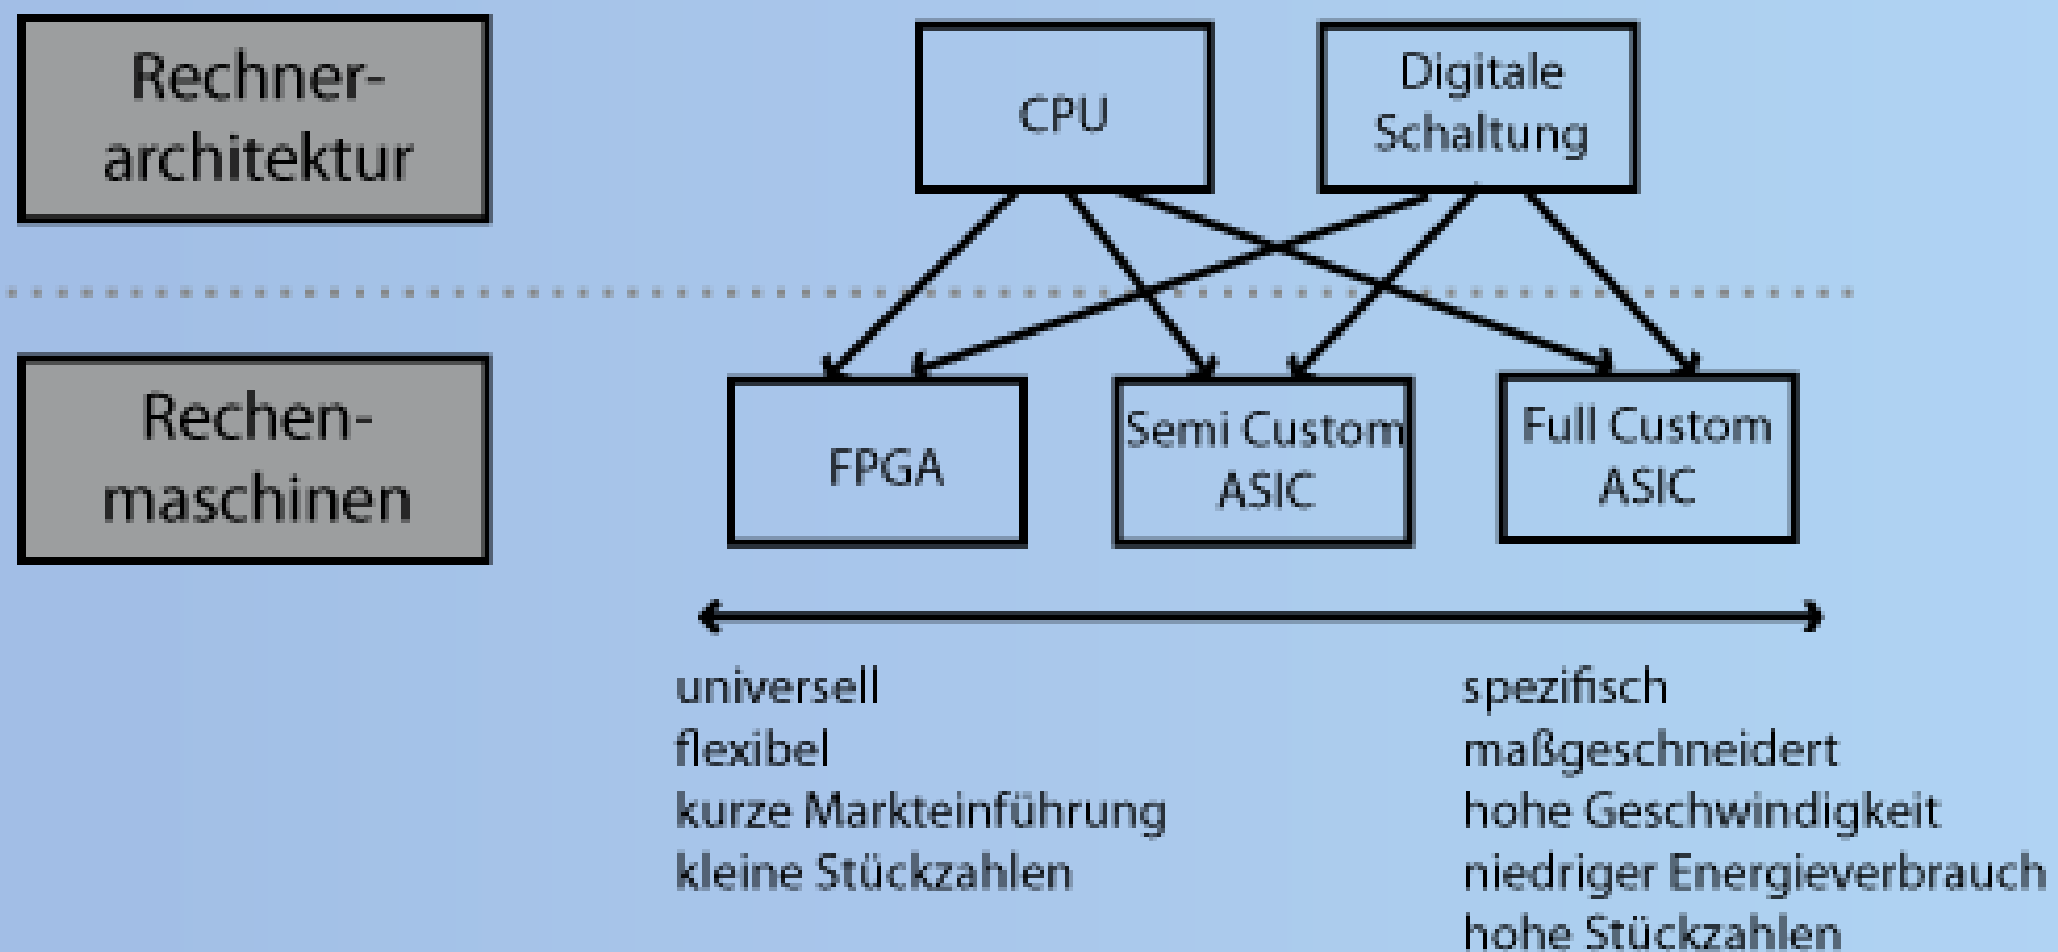 Rechner-
architektur
CPU
Digitale
Schaltung
Rechen-
maschinen
FPGA
Semi Custom
ASIC
Full Custom
ASIC
universell
flexibel
kurze Markteinführung
kleine Stückzahlen
spezifisch
maßgeschneidert
hohe Geschwindigkeit
niedriger Energieverbrauch
hohe Stückzahlen